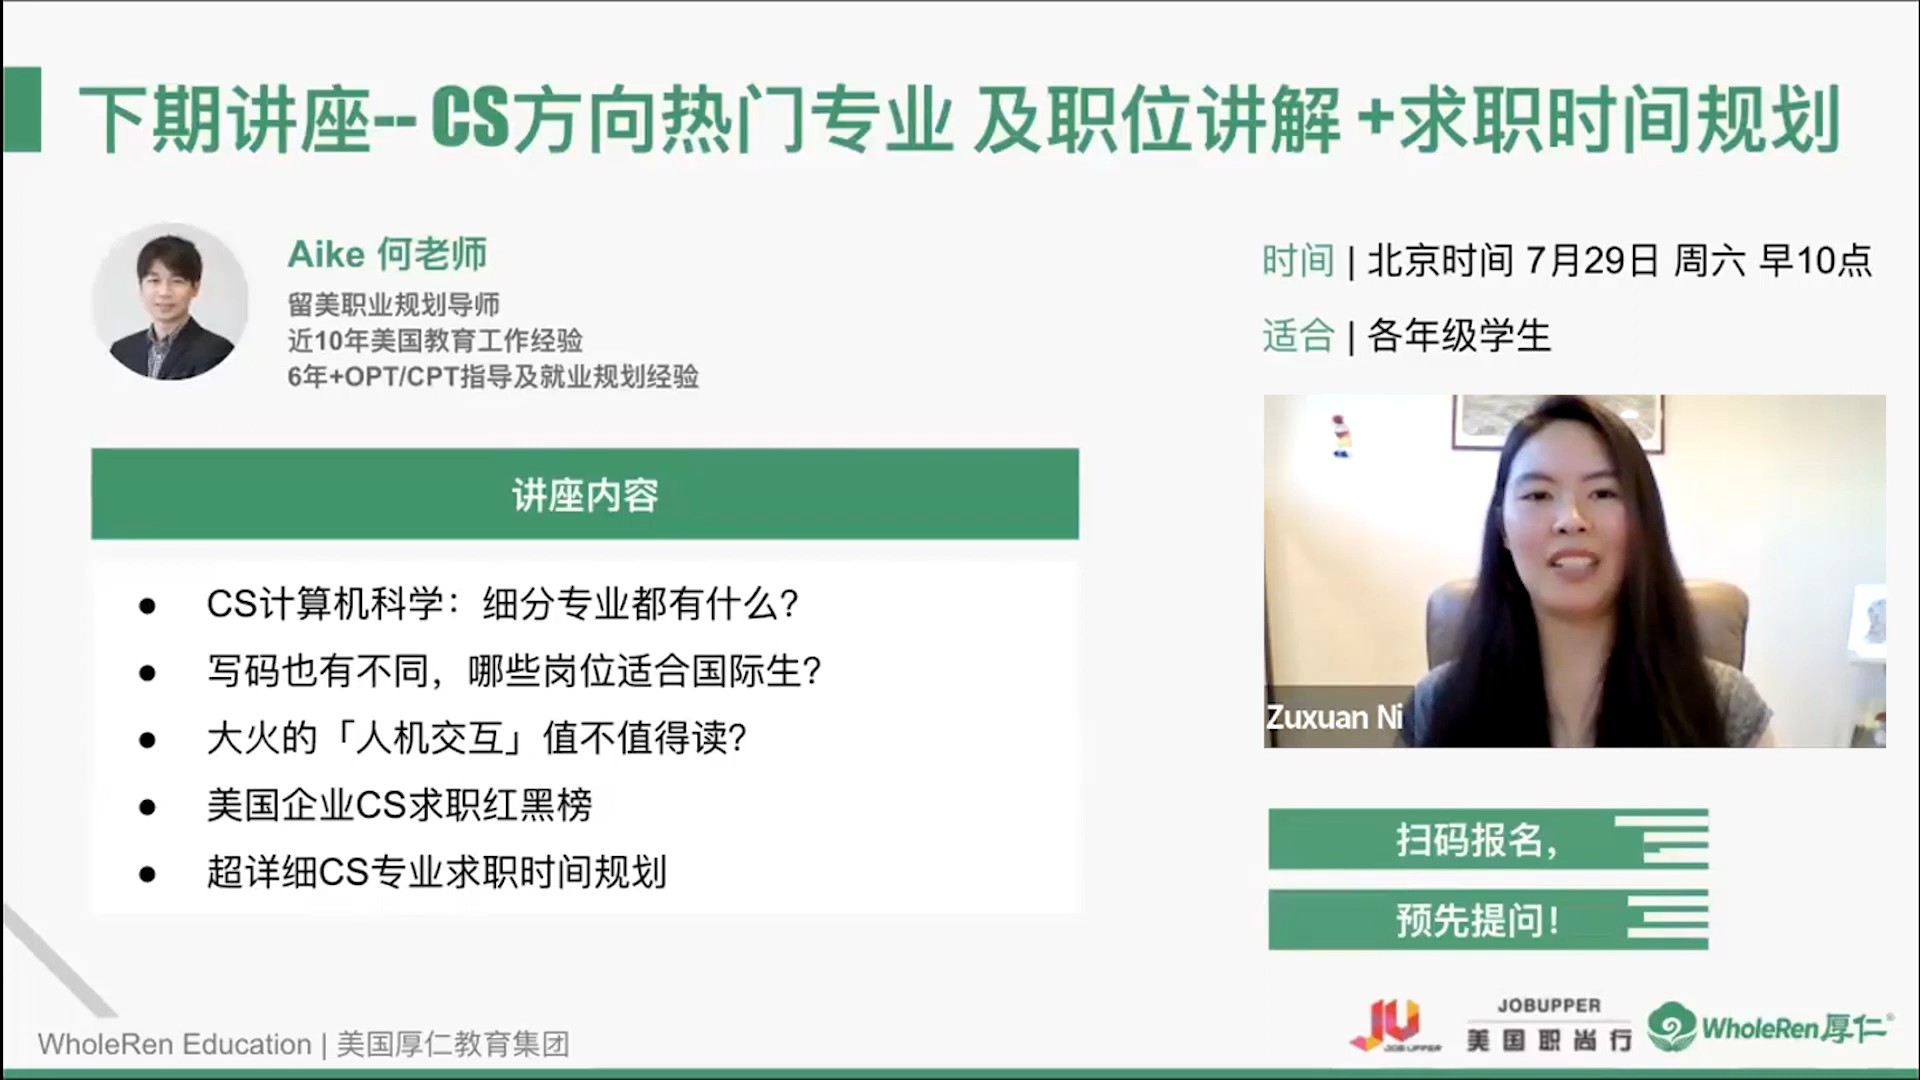 下期讲座-- CS方向热门专业 及职位讲解 +求职时间规划
Aike 何老师
留美职业规划导师
近10年美国教育工作经验
6年+OPT/CPT指导及就业规划经验
时间 | 北京时间 7月29日 周六 早10点
适合 | 各年级学生
讲座内容
● CS计算机科学：细分专业都有什么？
● 写码也有不同，哪些岗位适合国际生？
● 大火的「人机交互」值不值得读？
● 美国企业CS求职红黑榜
● 超详细CS专业求职时间规划
Zuxuan Ni
扫码报名，
预先提问！
WholeRen Education | 美国厚仁教育集团
JU
JOB UPPER
JOBUPPER
美国职尚行
WholeRen厚仁®